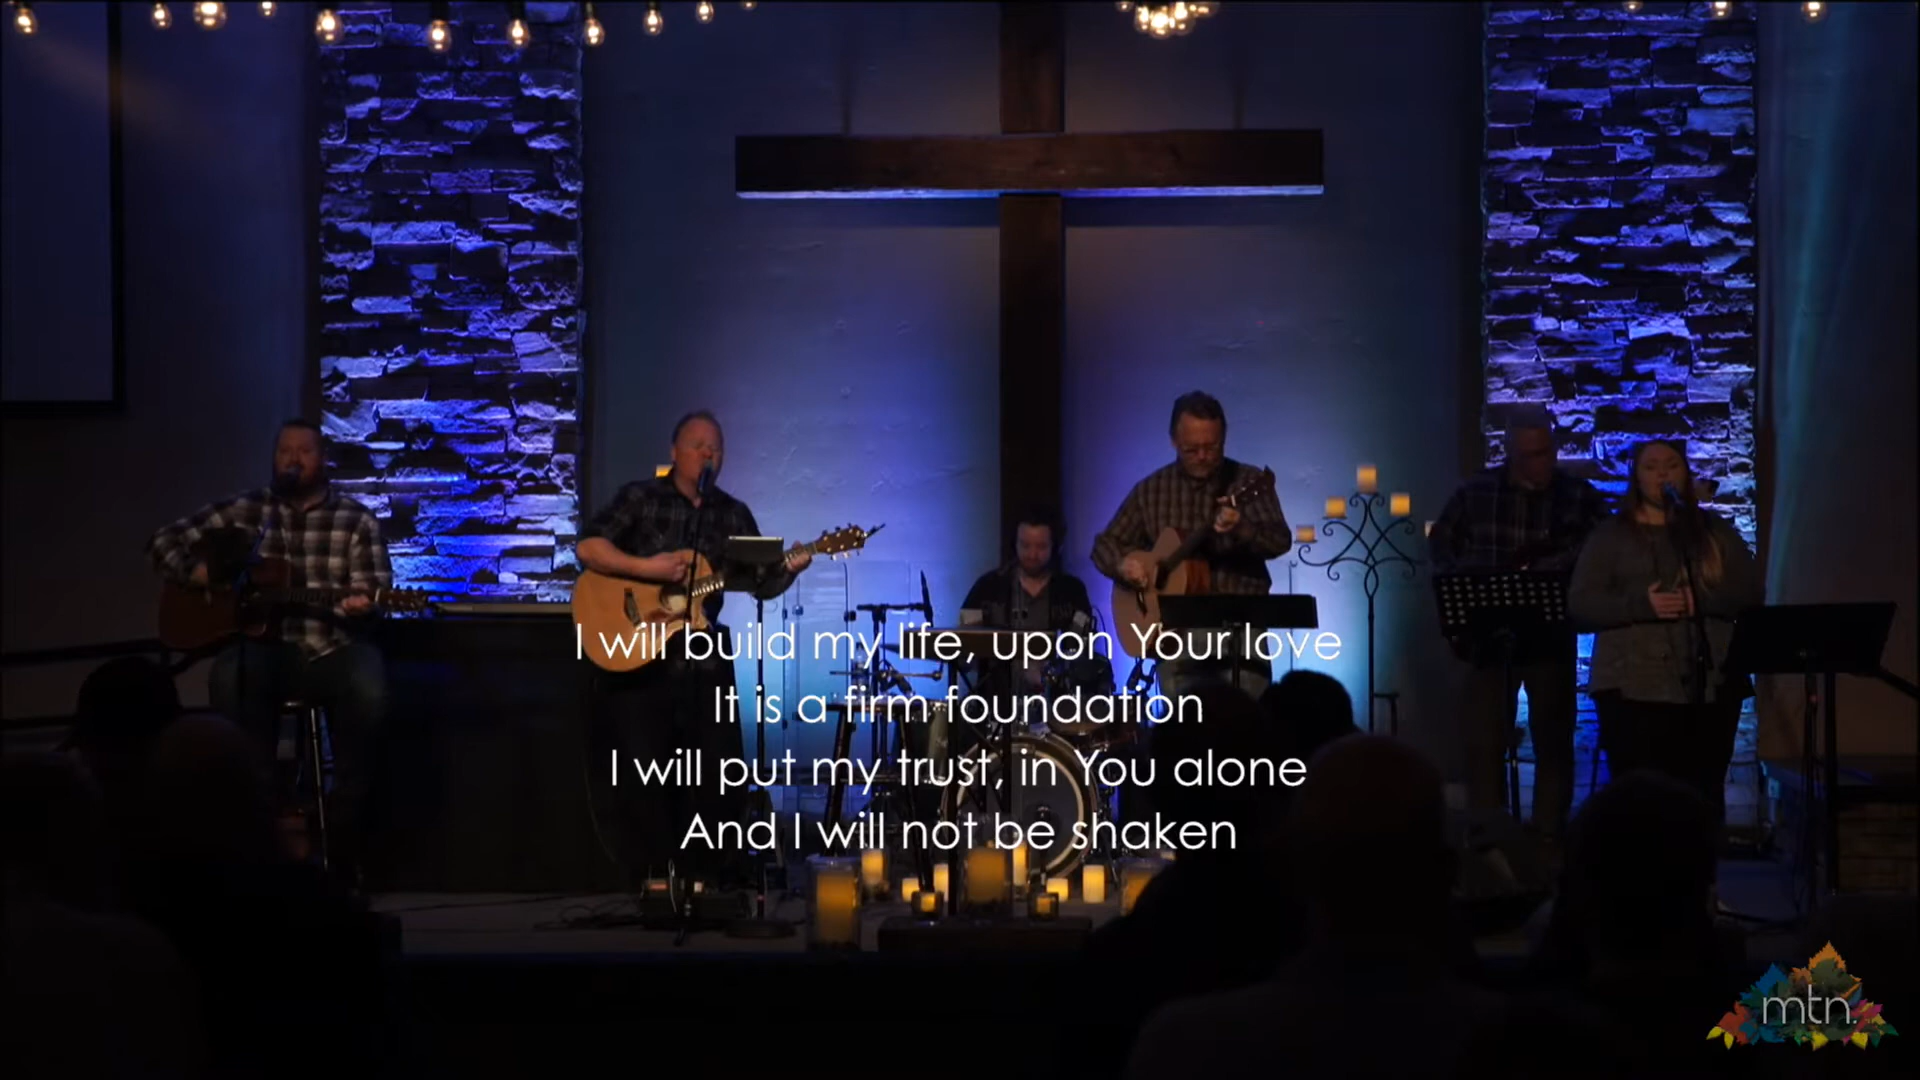 I will build my life, upon Your love
It is a firm foundation
I will put my trust, in You alone
And I will not be shaken
mtn.